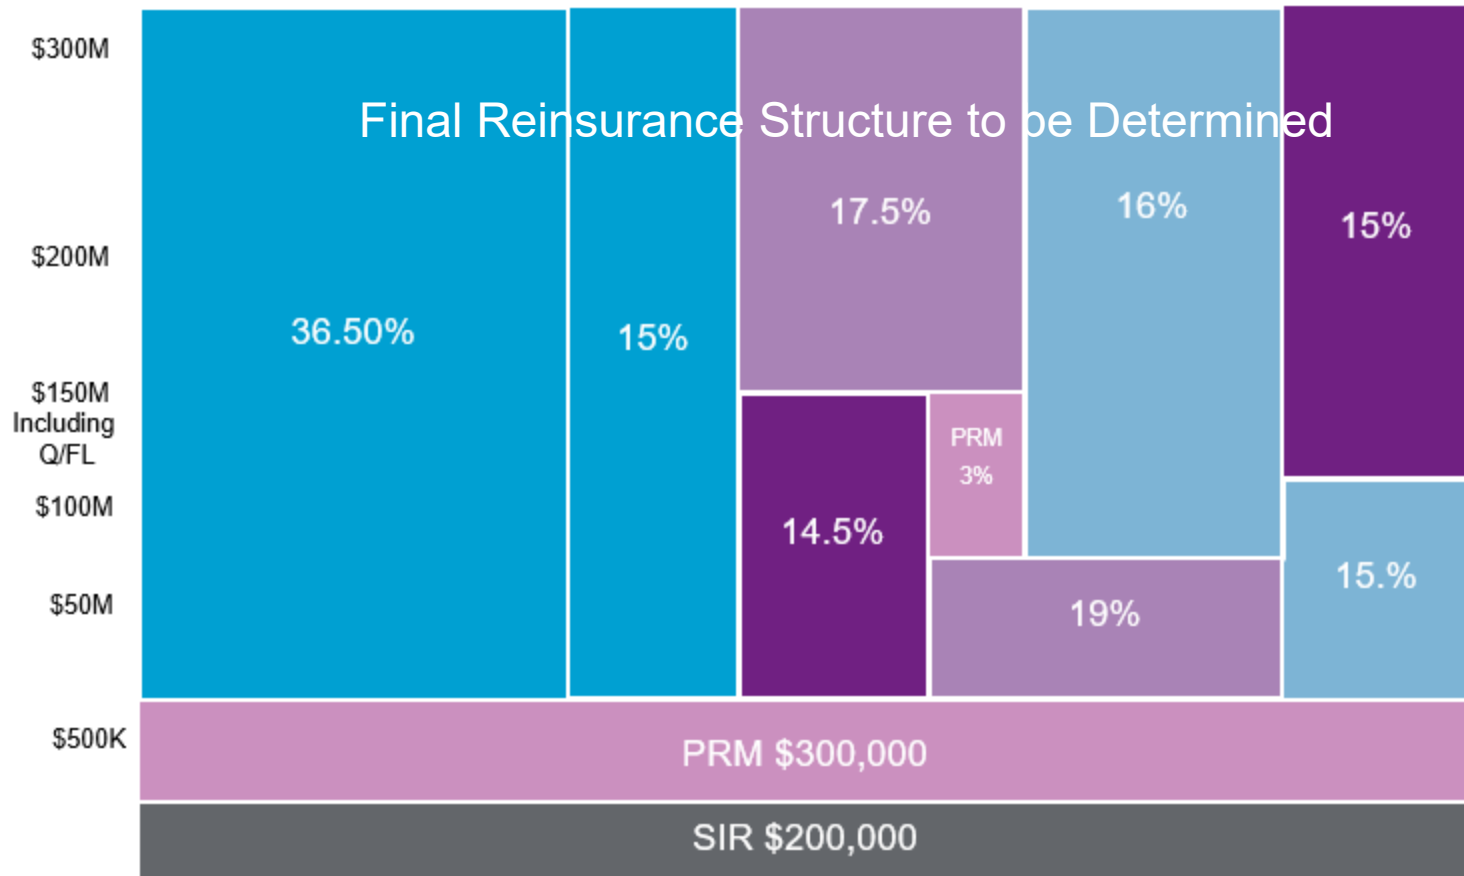 $300M
Final Reinsurance Structure to be Determined
17.5%
16%
15%
$200M
36.50%
15%
$150M
Including
Q/FL
PRM
3%
$100M
14.5%
15.%
$50M
19%
$500K
PRM $300,000
SIR $200,000